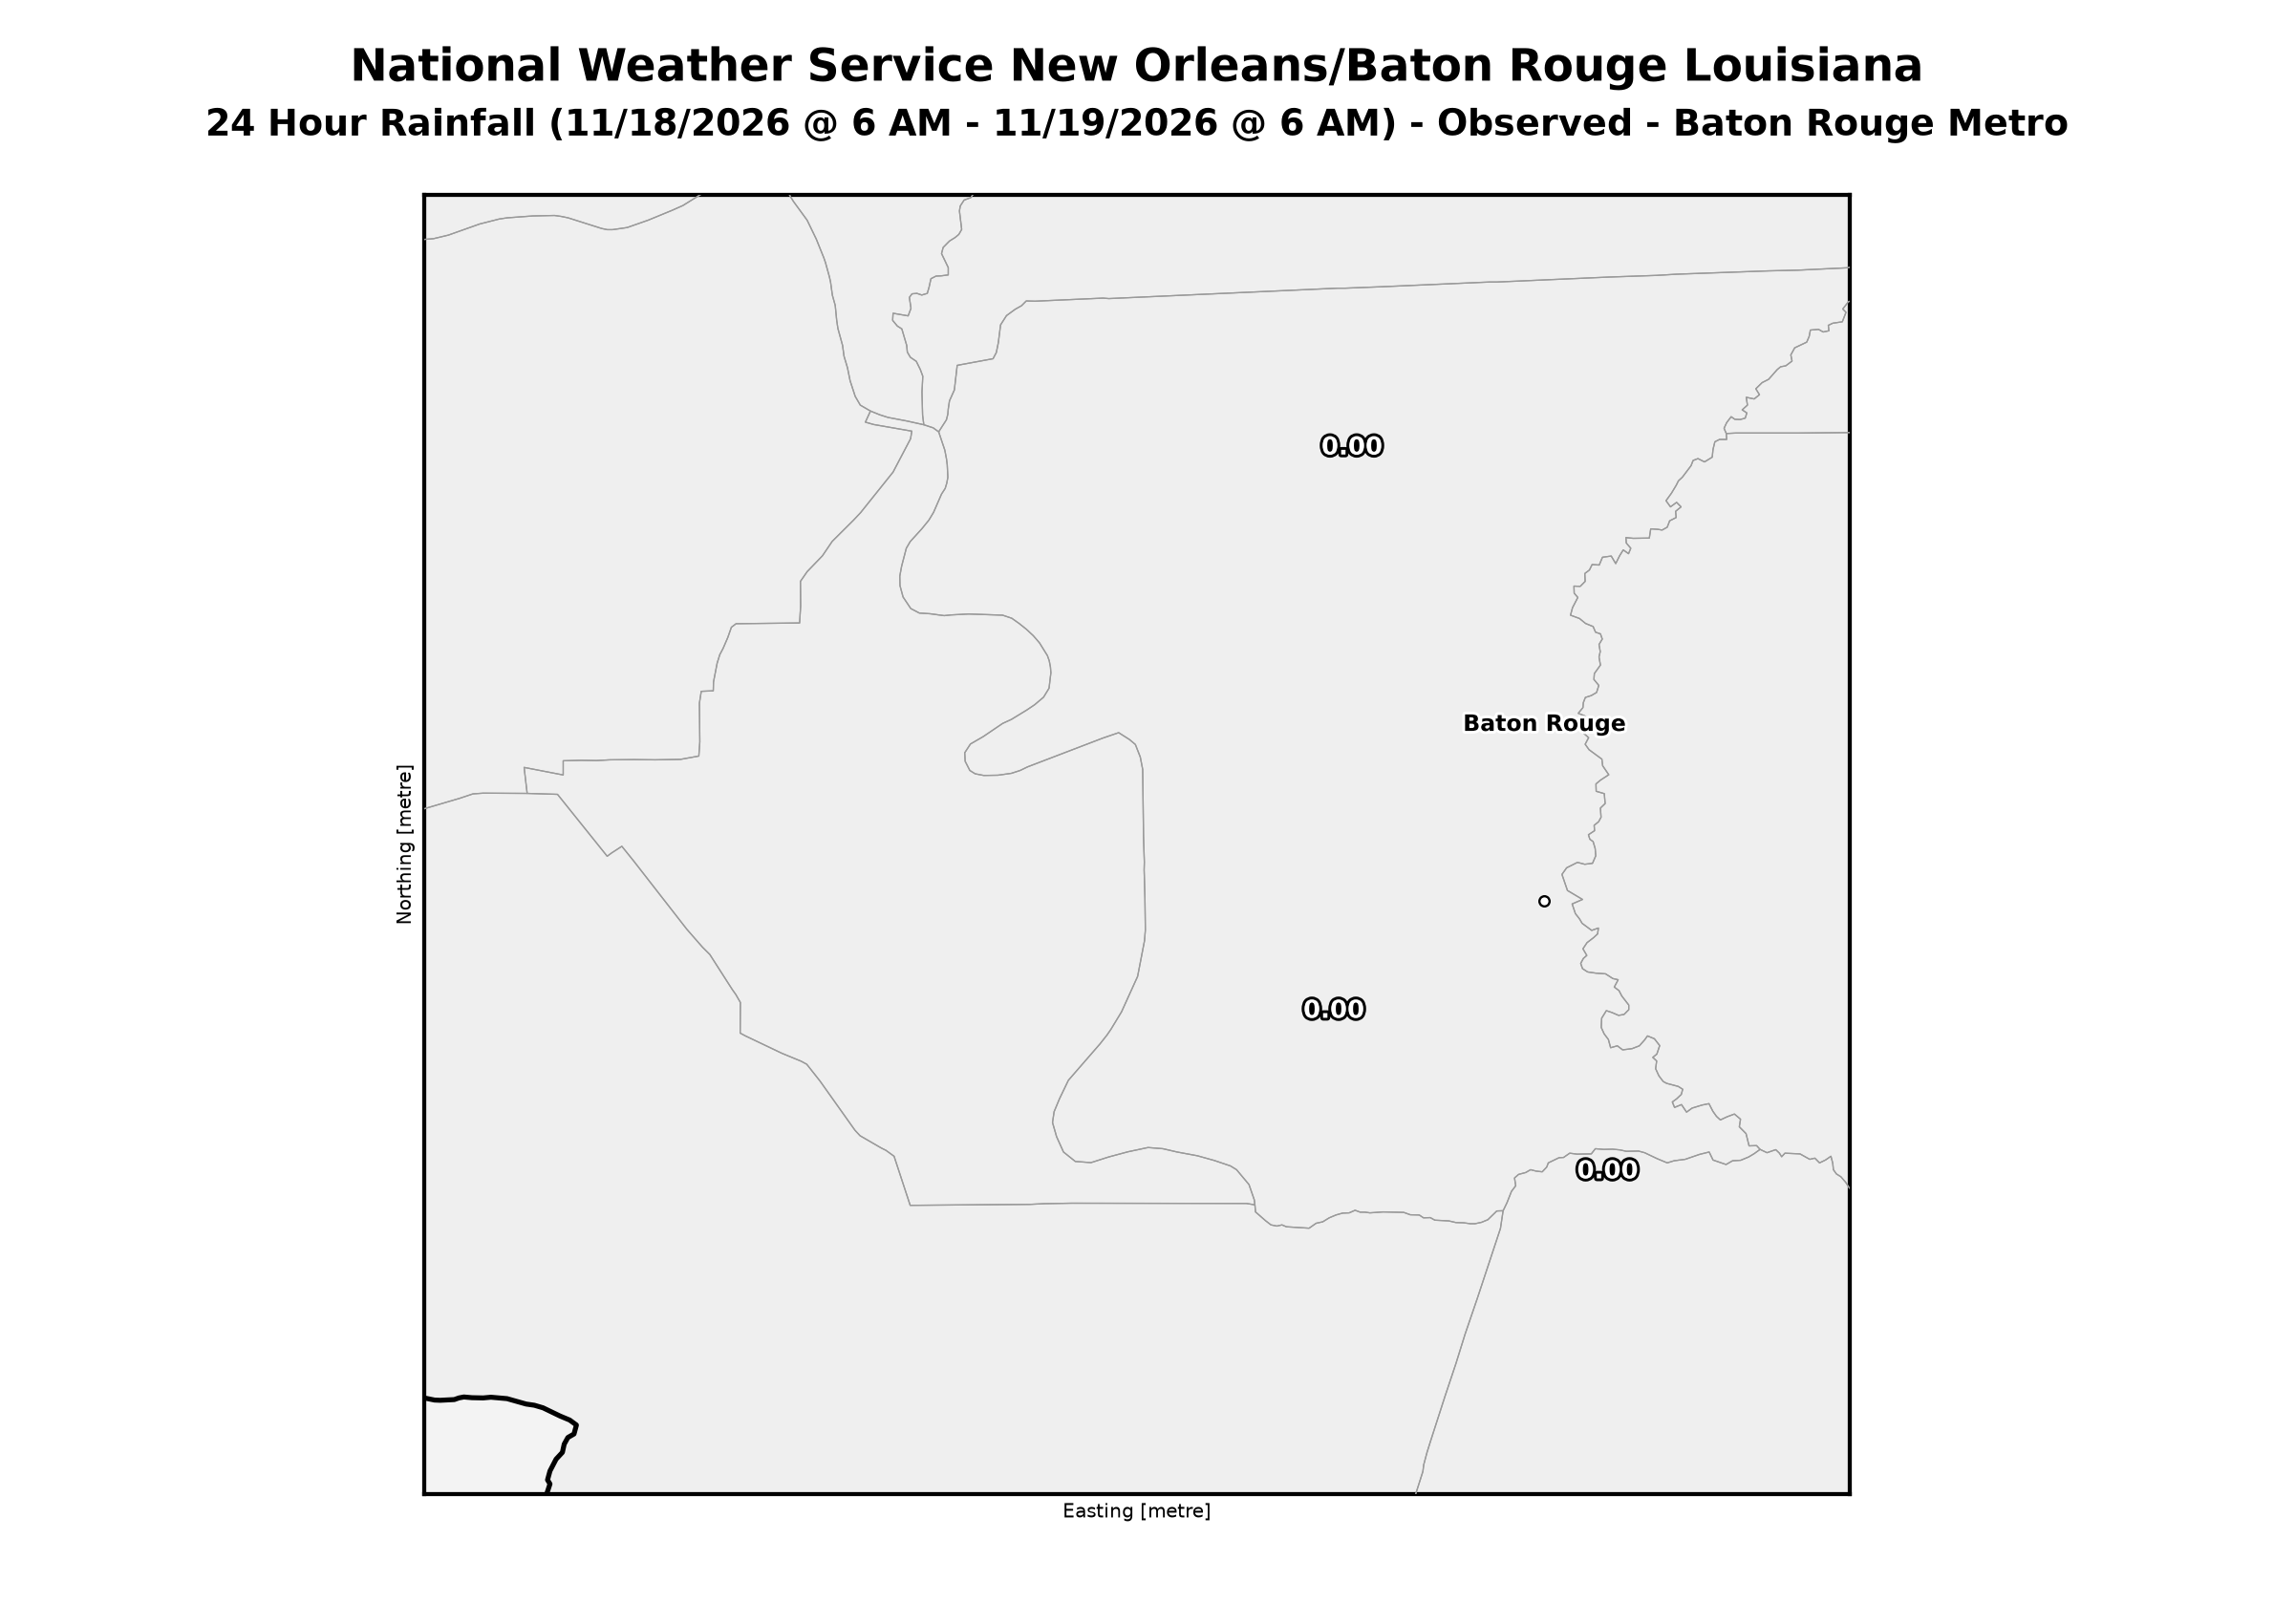 National Weather Service New Orleans/Baton Rouge Louisiana
24 Hour Rainfall (11/18/2026 @ 6 AM - 11/19/2026 @ 6 AM) - Observed - Baton Rouge Metro
0.00
Baton Rouge
Northing [metre]
0.00
0.00
Easting [metre]